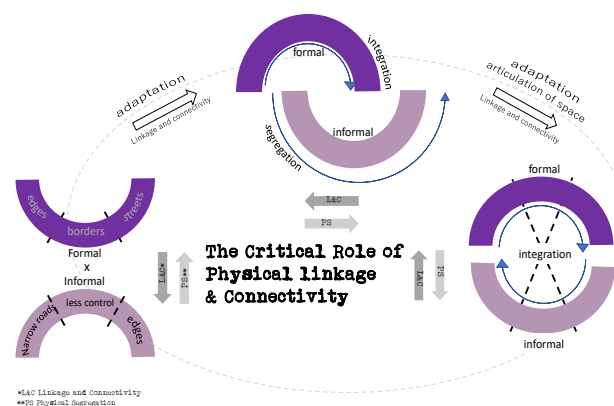 adaptation
Linkage and connectivity
formal
integration
segregation
informal
adaptation
articulation of space
Linkage and connectivity
L&C
PS
edges
borders
streets
Formal
x
Informal
Narrow roads
less control
edges
L&C*
PS**
The Critical Role of
Physical linkage
& Connectivity
L&C
PS
formal
integration
informal
*L&C Linkage and Connectivity
**PS Physical Segregation